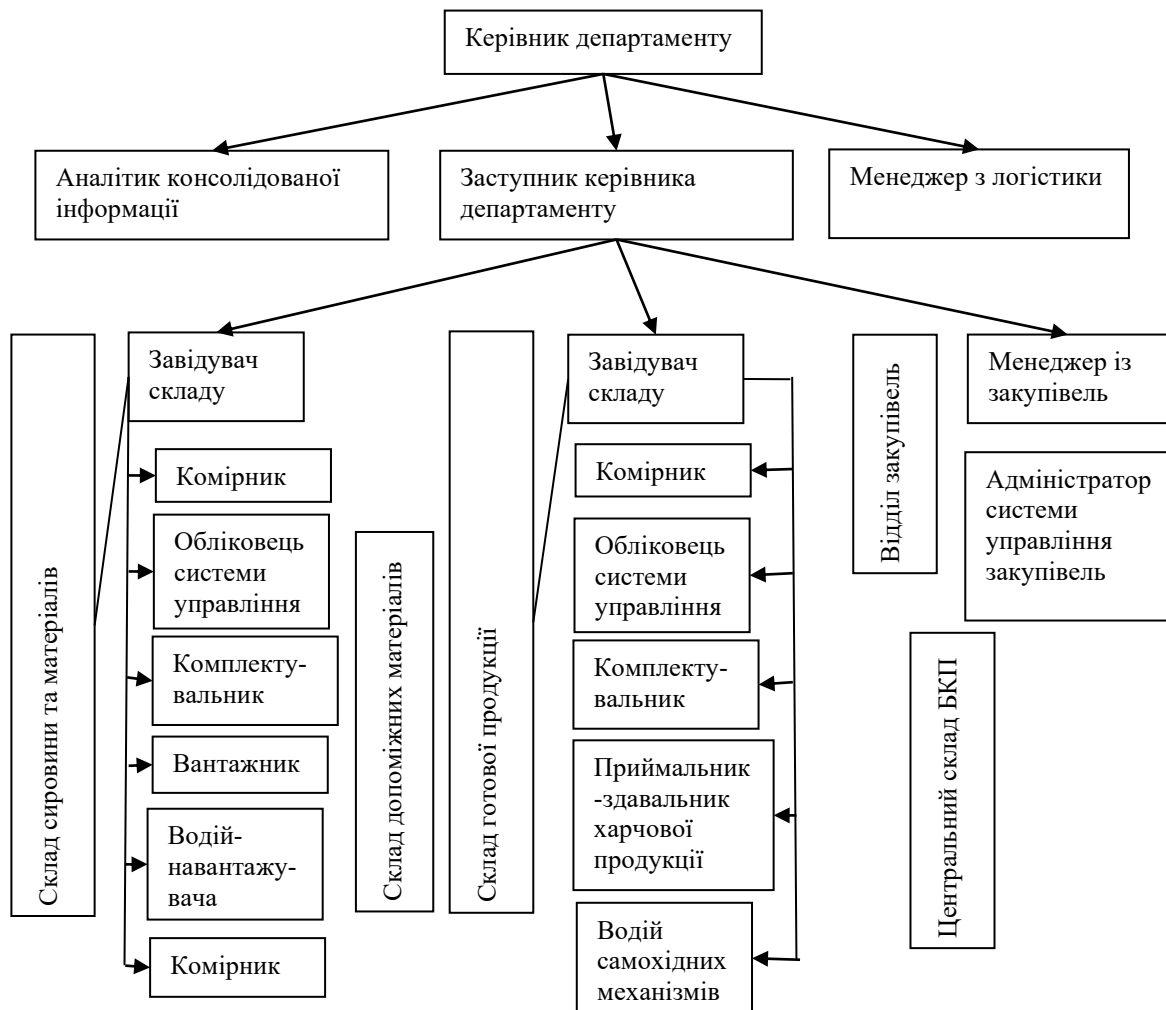 Керівник департаменту
Аналітик консолідованої
інформації
Заступник керівника
департаменту
Менеджер з логістики
Склад сировини та матеріалів
Завідувач
складу
Комірник
Обліковець
системи
управління
Комплекту-
вальник
Вантажник
Водій-
навантажу-
вача
Комірник
Склад допоміжних матеріалів
Склад готової продукції
Завідувач
складу
Комірник
Обліковець
системи
управління
Комплекту-
вальник
Приймальник
-здавальник
харчової
продукції
Водій
самохідних
механізмів
Відділ закупівель
Менеджер із
закупівель
Адміністратор
системи
управління
закупівель
Центральний склад БКП